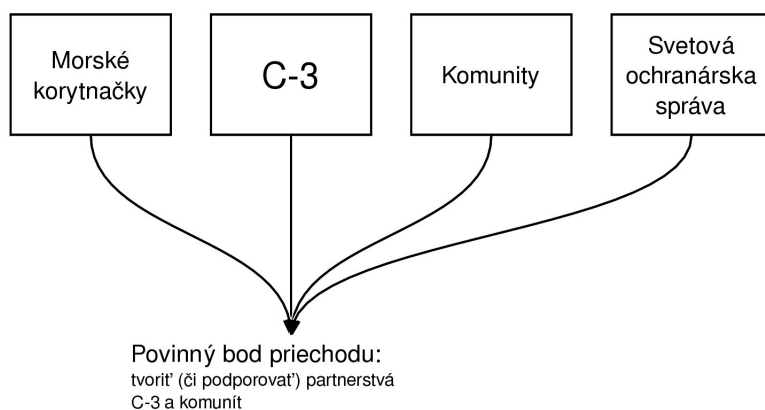 Morské
korytnačky
C-3
Komunity
Svetová
ochranárska
správa
Povinný bod priechodu:
tvoriť (či podporovať) partnerstvá
C-3 a komunít